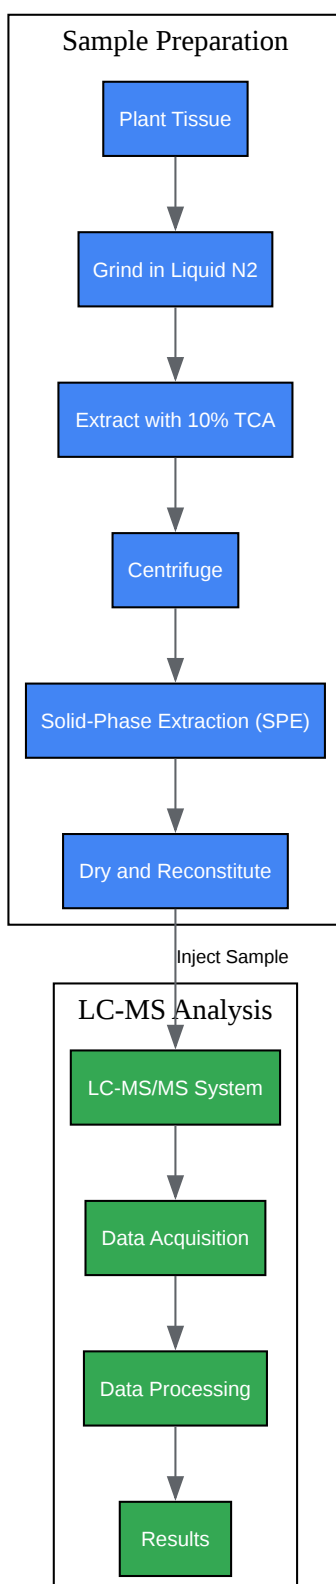 Sample Preparation
Plant Tissue
Grind in Liquid N2
Extract with 10% TCA
Centrifuge
Solid-Phase Extraction (SPE)
Dry and Reconstitute
Inject Sample
LC-MS Analysis
LC-MS/MS System
Data Acquisition
Data Processing
Results